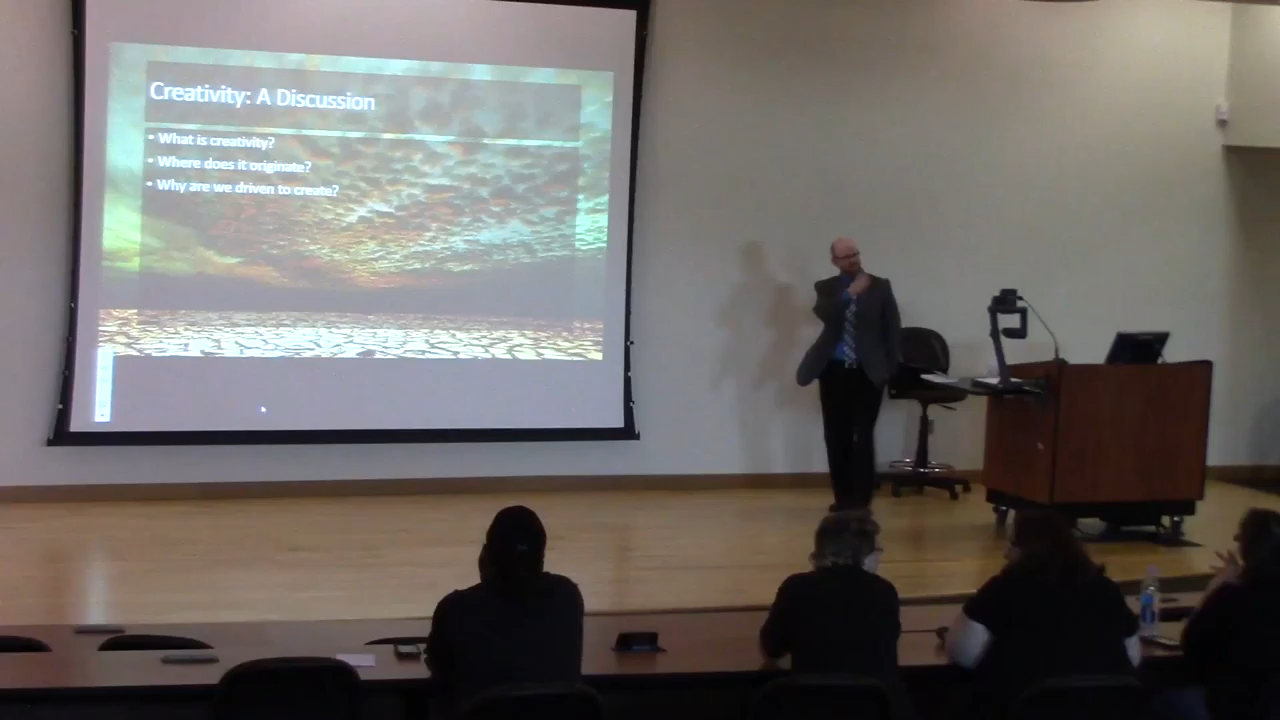 Creativity: A Discussion
• What is creativity?
• Where does it originate?
• Why are we driven to create?